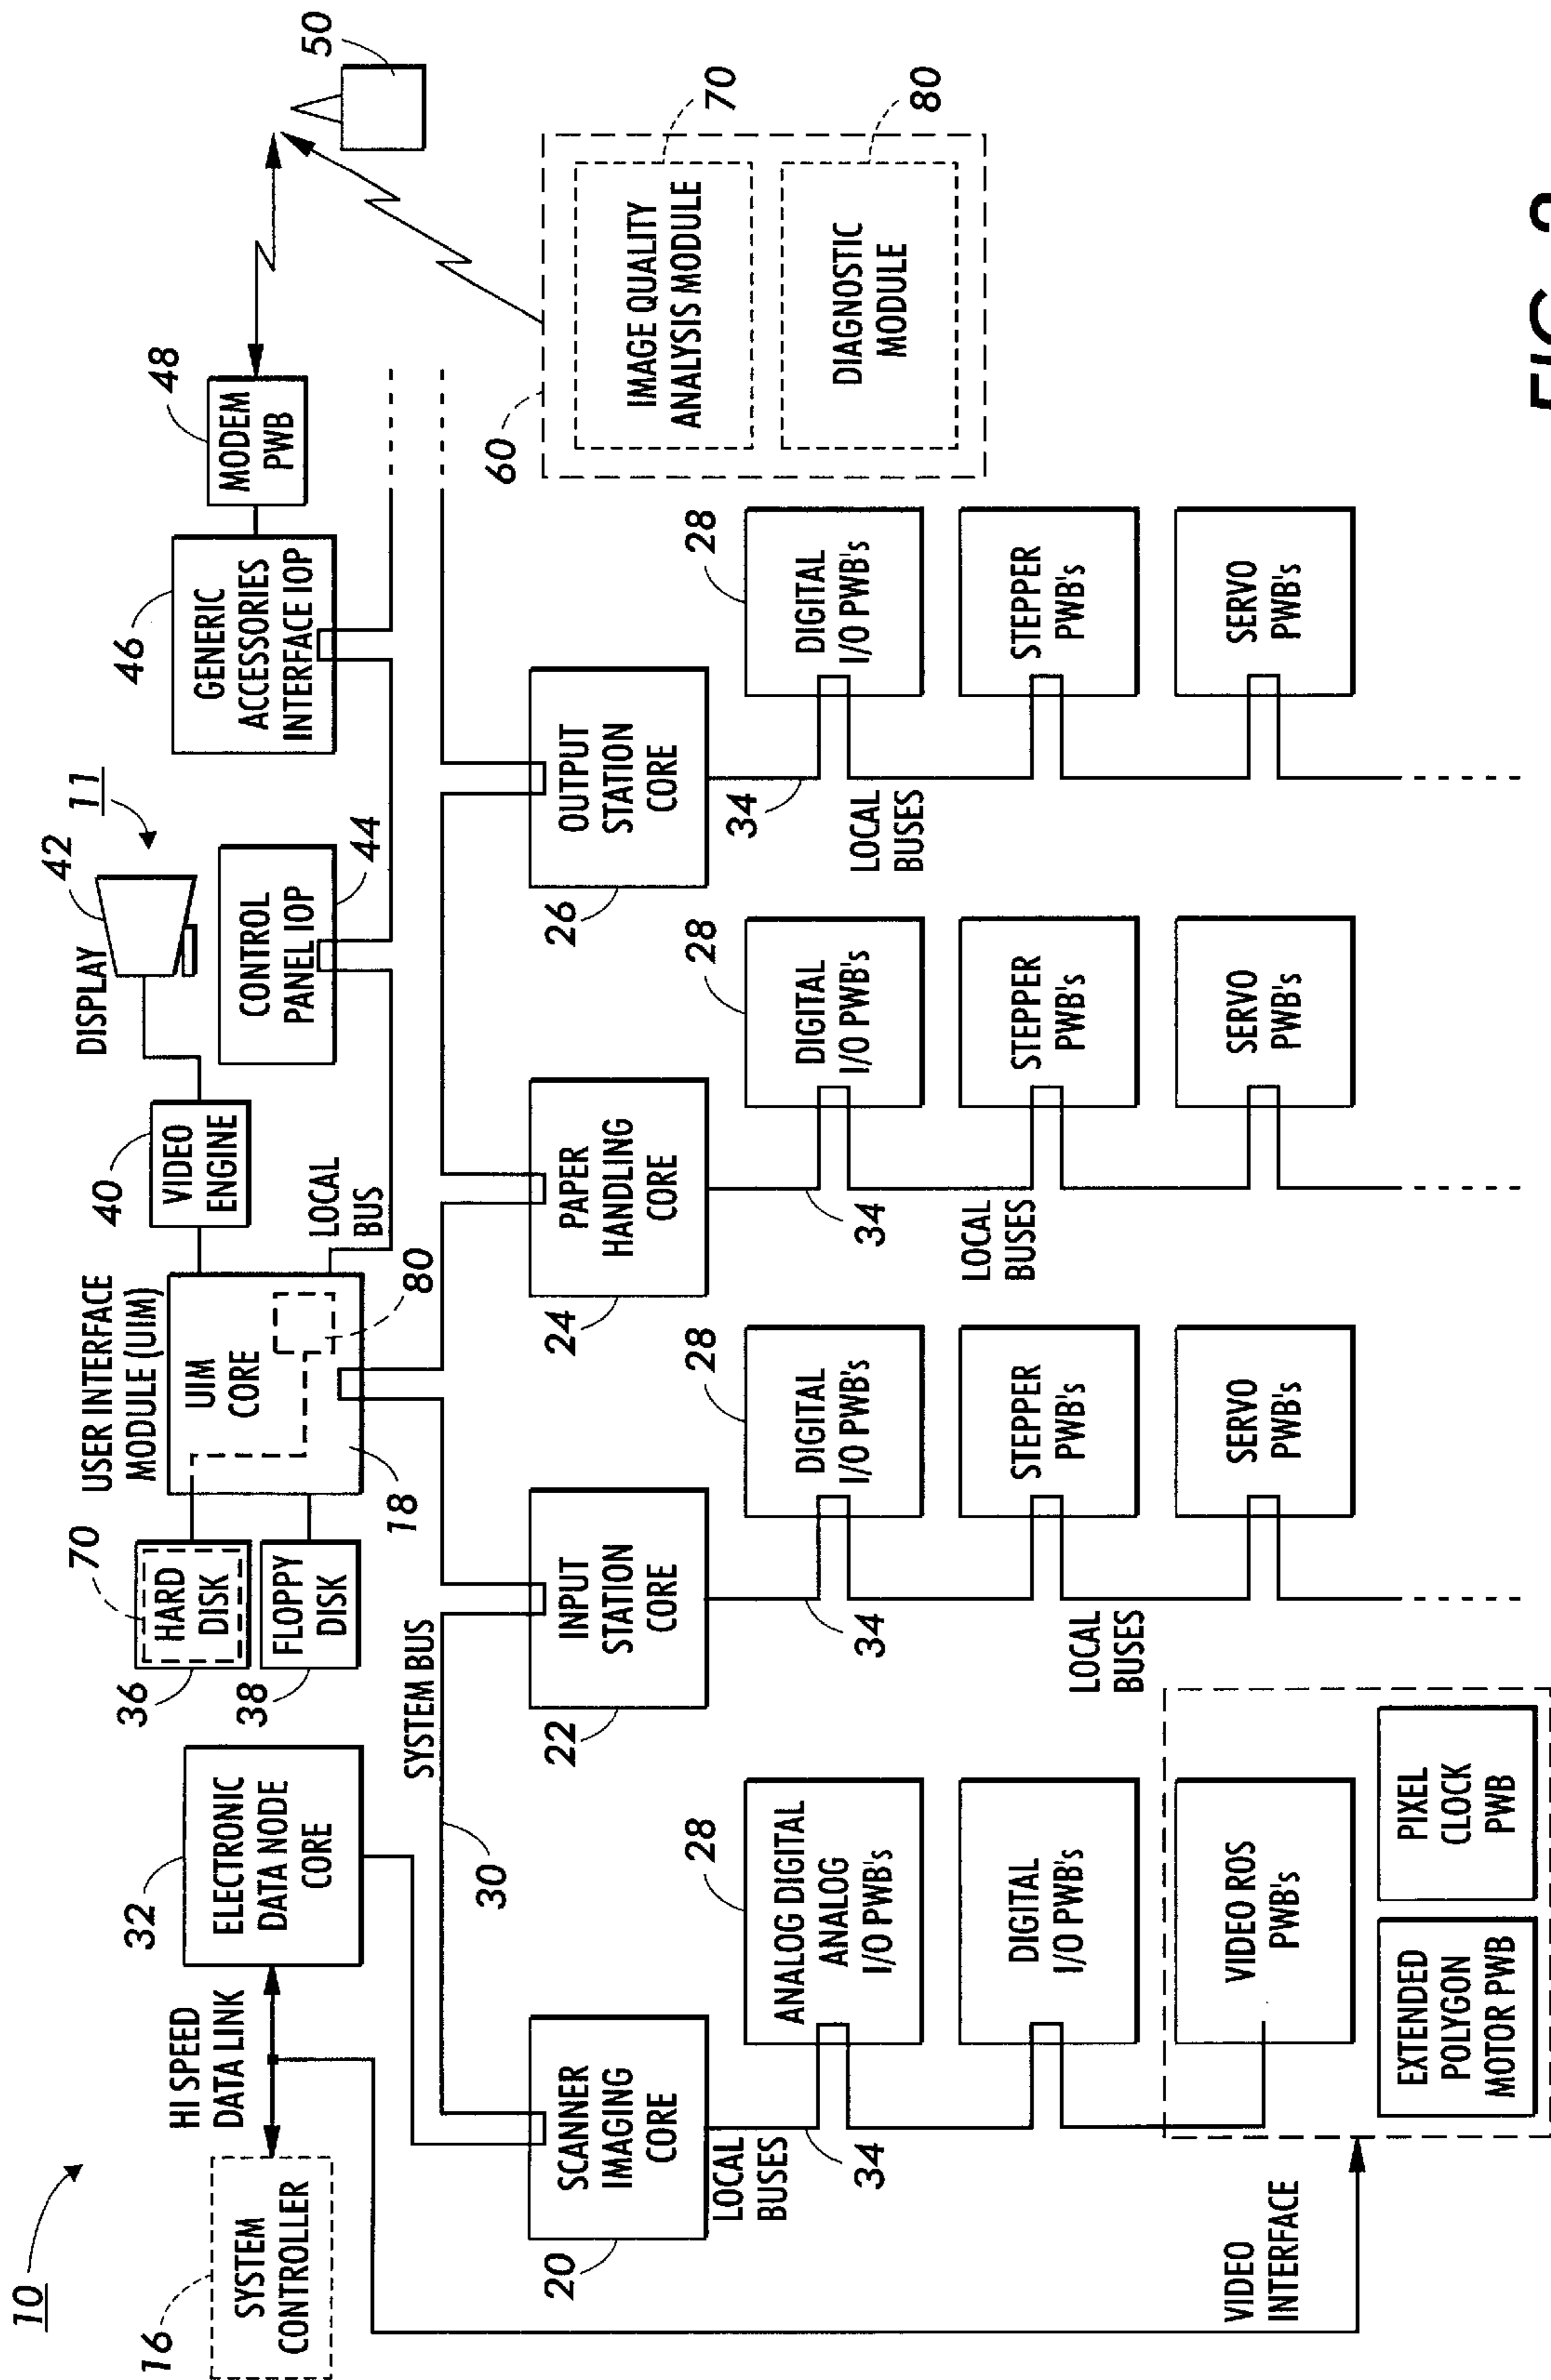 10
16
SYSTEM
CONTROLLER
HI SPEED
DATA LINK
32
ELECTRONIC
DATA NODE
CORE
36
70
HARD
DISK
38
FLOPPY
DISK
USER INTERFACE
MODULE (UIM)
UIM
CORE
18
80
LOCAL
BUS
40
VIDEO
ENGINE
DISPLAY
42
11
CONTROL
PANEL IOP
44
46
GENERIC
ACCESSORIES
INTERFACE IOP
48
MODEM
PWB
50
SYSTEM BUS
30
20
SCANNER
IMAGING
CORE
22
INPUT
STATION
CORE
24
PAPER
HANDLING
CORE
26
OUTPUT
STATION
CORE
60
IMAGE QUALITY
ANALYSIS MODULE
70
DIAGNOSTIC
MODULE
80
LOCAL
BUSES
34
28
ANALOG DIGITAL
ANALOG
I/O PWB's
DIGITAL
I/O PWB's
VIDEO ROS
PWB's
EXTENDED
POLYGON
MOTOR PWB
PIXEL
CLOCK
PWB
VIDEO
INTERFACE
34
LOCAL
BUSES
28
DIGITAL
I/O PWB's
STEPPER
PWB's
SERVO
PWB's
34
LOCAL
BUSES
28
DIGITAL
I/O PWB's
STEPPER
PWB's
SERVO
PWB's
34
LOCAL
BUSES
28
DIGITAL
I/O PWB's
STEPPER
PWB's
SERVO
PWB's
FIG.